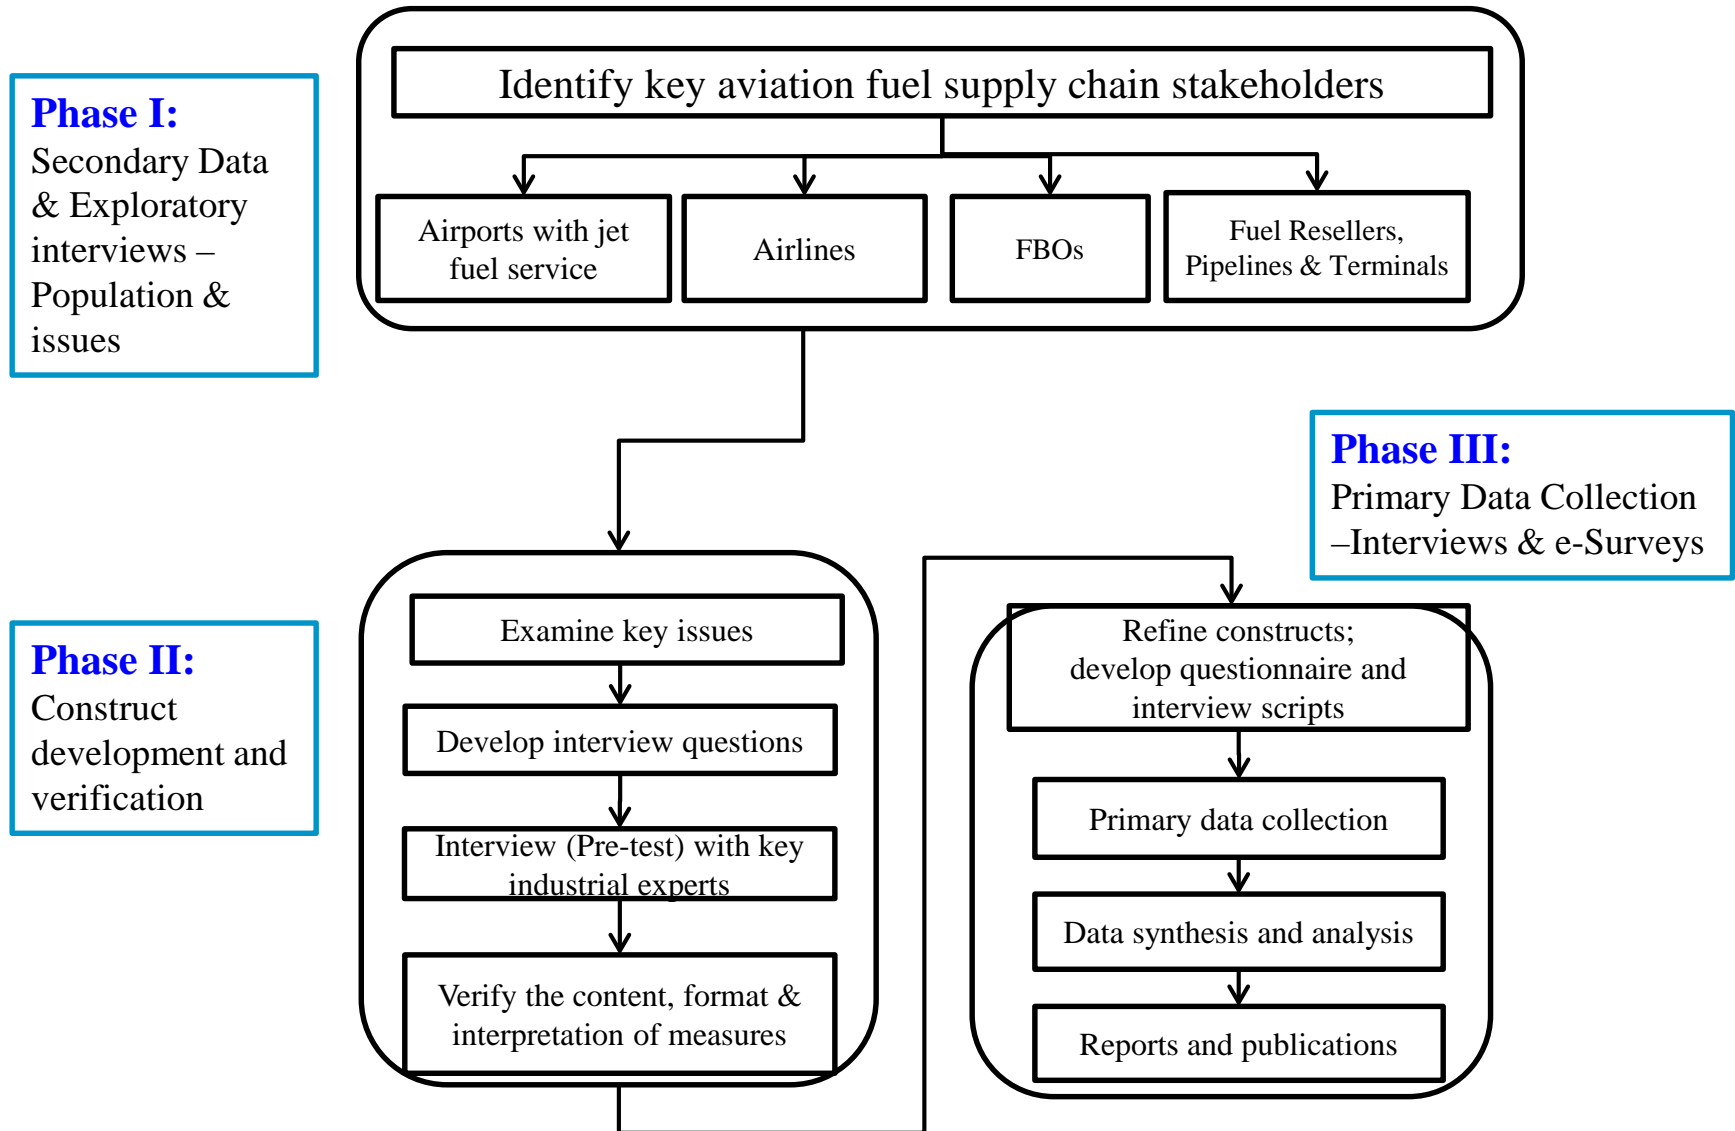 Identify key aviation fuel supply chain stakeholders
Phase I:
Secondary Data
& Exploratory
interviews –
Population &
issues
Airports with jet
fuel service
Airlines
FBOs
Fuel Resellers,
Pipelines & Terminals
Phase II:
Construct
development and
verification
Examine key issues
Develop interview questions
Interview (Pre-test) with key
industrial experts
Verify the content, format &
interpretation of measures
Phase III:
Primary Data Collection
–Interviews & e-Surveys
Refine constructs;
develop questionnaire and
interview scripts
Primary data collection
Data synthesis and analysis
Reports and publications